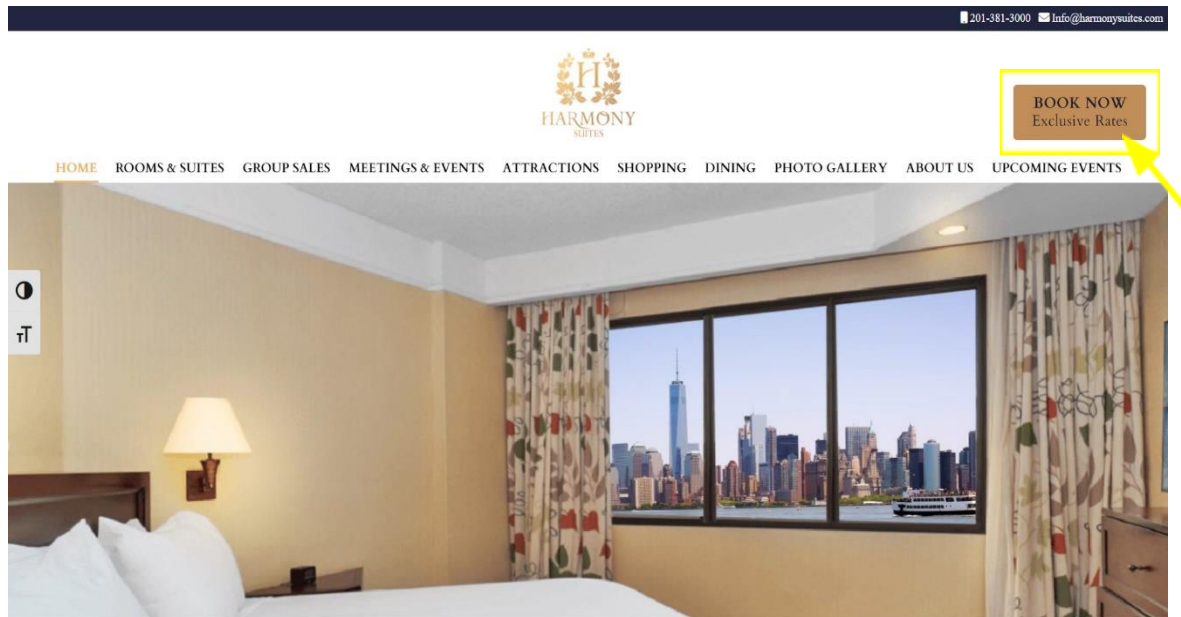 201-381-3000 Info@harmonysuites.com
H
HARMONY
SUITES
BOOK NOW
Exclusive Rates
HOME ROOMS & SUITES GROUP SALES MEETINGS & EVENTS ATTRACTIONS SHOPPING DINING PHOTO GALLERY ABOUT US UPCOMING EVENTS
TT